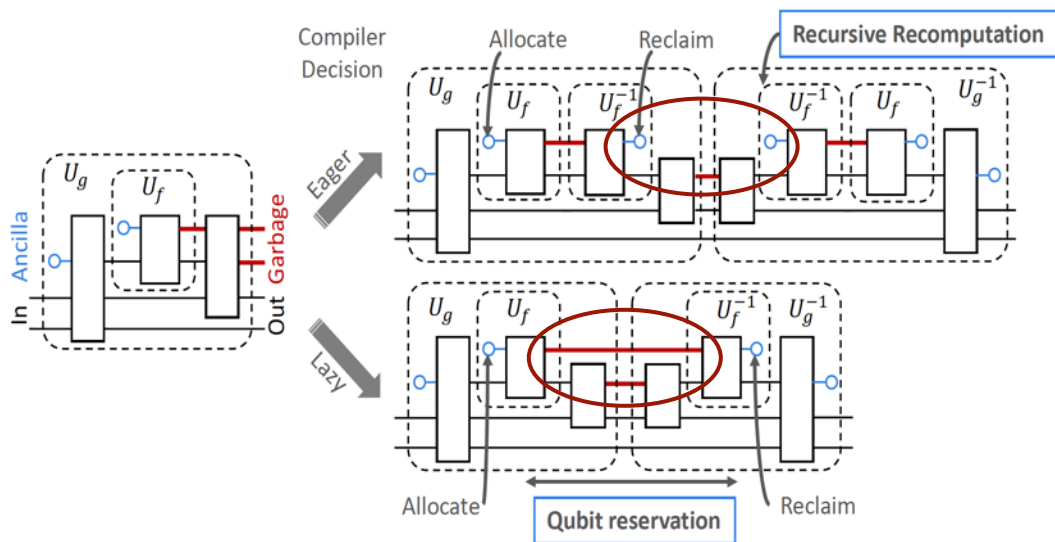 Compiler
Decision
Allocate
Reclaim
Recursive Recomputation
U_g
U_f
U_f^{-1}
U_f^{-1}
U_f
U_g^{-1}
Eager
U_g
U_f
In
Ancilla
Garbage
Out
Lazy
U_g
U_f
U_f^{-1}
U_g^{-1}
Allocate
Qubit reservation
Reclaim